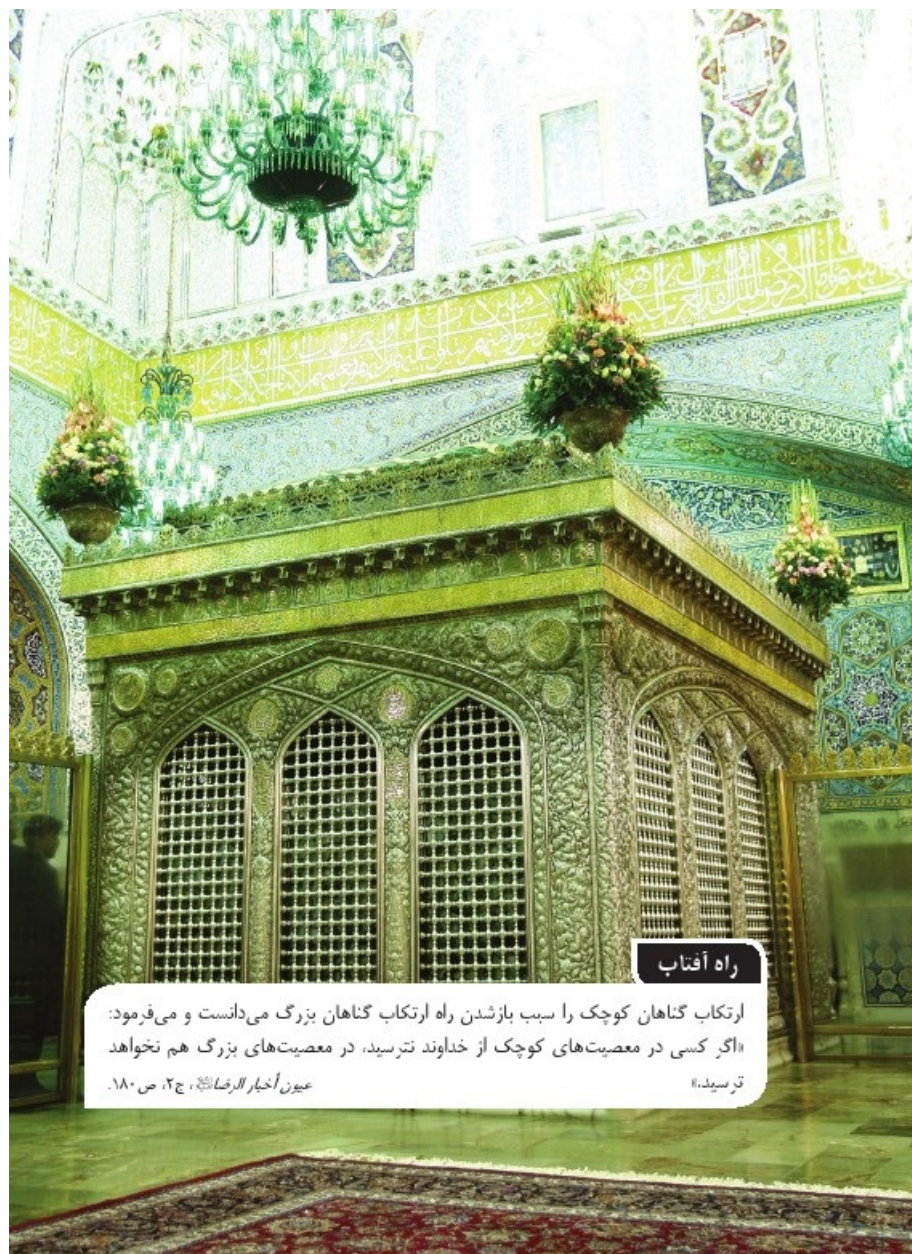 راه آفتاب
ارتکاب گناهان کوچک را سبب بازشدن راه ارتکاب گناهان بزرگ می‌دانست و می‌فرمود:
«اگر کسی در معصیت‌های کوچک از خداوند نترسید، در معصیت‌های بزرگ هم نخواهد
ترسید.»
عیون أخبار الرضا، ج۲، ص۱۸۰.